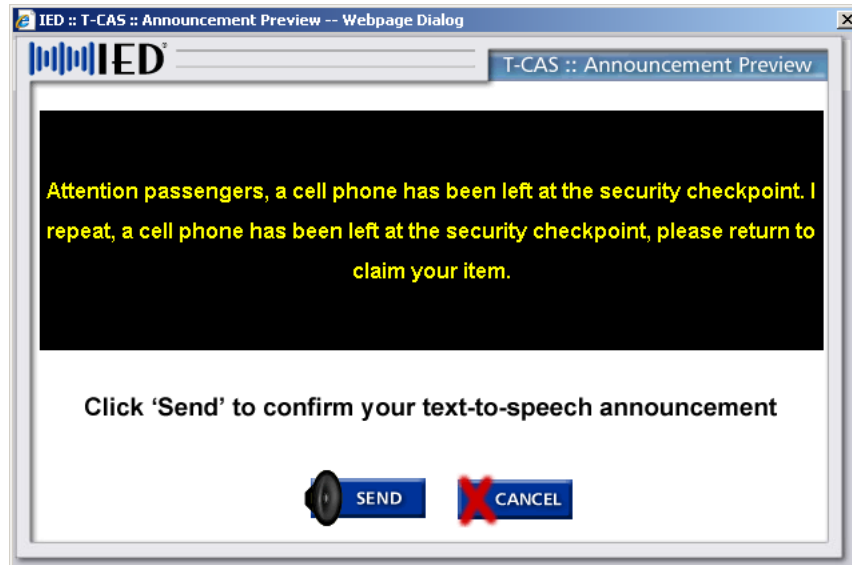 IED :: T-CAS :: Announcement Preview -- Webpage Dialog
IED
T-CAS :: Announcement Preview
Attention passengers, a cell phone has been left at the security checkpoint. I
repeat, a cell phone has been left at the security checkpoint, please return to
claim your item.
Click ‘Send’ to confirm your text-to-speech announcement
SEND
CANCEL